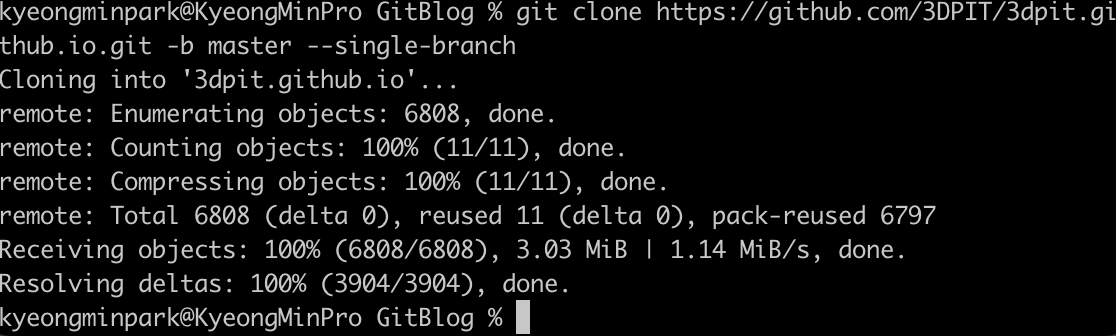 kyeongminpark@KyeongMinPro GitBlog % git clone https://github.com/3DPIT/3dpit.gi
thub.io.git -b master --single-branch
Cloning into '3dpit.github.io'...
remote: Enumerating objects: 6808, done.
remote: Counting objects: 100% (11/11), done.
remote: Compressing objects: 100% (11/11), done.
remote: Total 6808 (delta 0), reused 11 (delta 0), pack-reused 6797
Receiving objects: 100% (6808/6808), 3.03 MiB | 1.14 MiB/s, done.
Resolving deltas: 100% (3904/3904), done.
kyeongminpark@KyeongMinPro GitBlog %